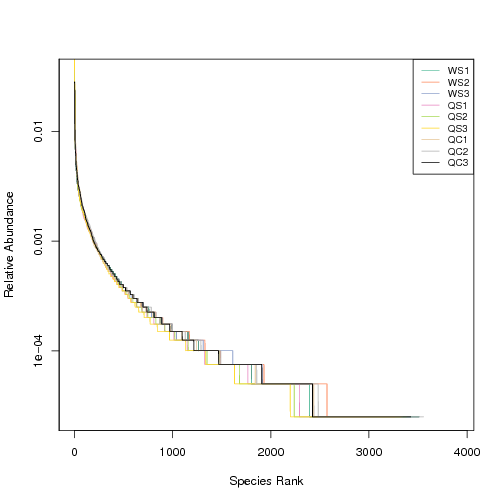 WS1
WS2
WS3
QS1
QS2
QS3
QC1
QC2
QC3
0.01
0.001
1e−04
Relative Abundance
0
1000
2000
3000
4000
Species Rank